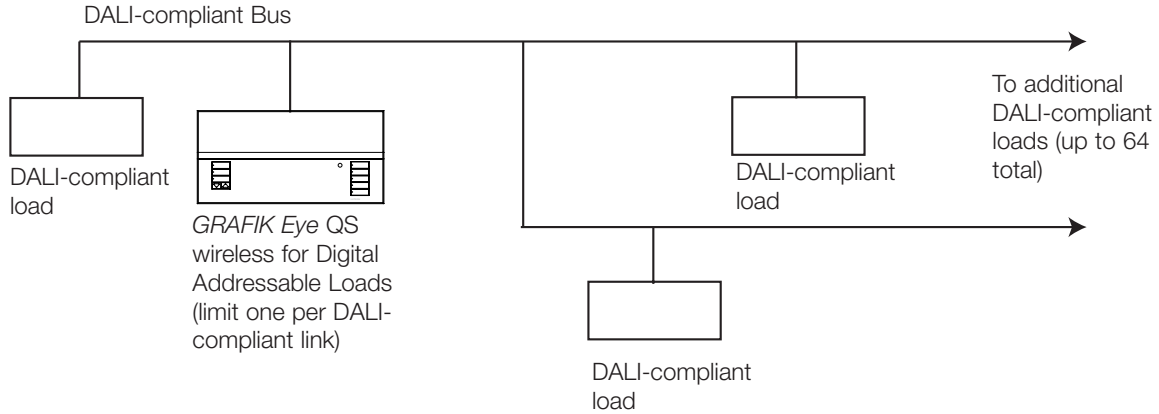 DALI-compliant Bus
To additional
DALI-compliant
loads (up to 64
total)
DALI-compliant
load
GRAFIK Eye QS
wireless for Digital
Addressable Loads
(limit one per DALI-
compliant link)
DALI-compliant
load
DALI-compliant
load